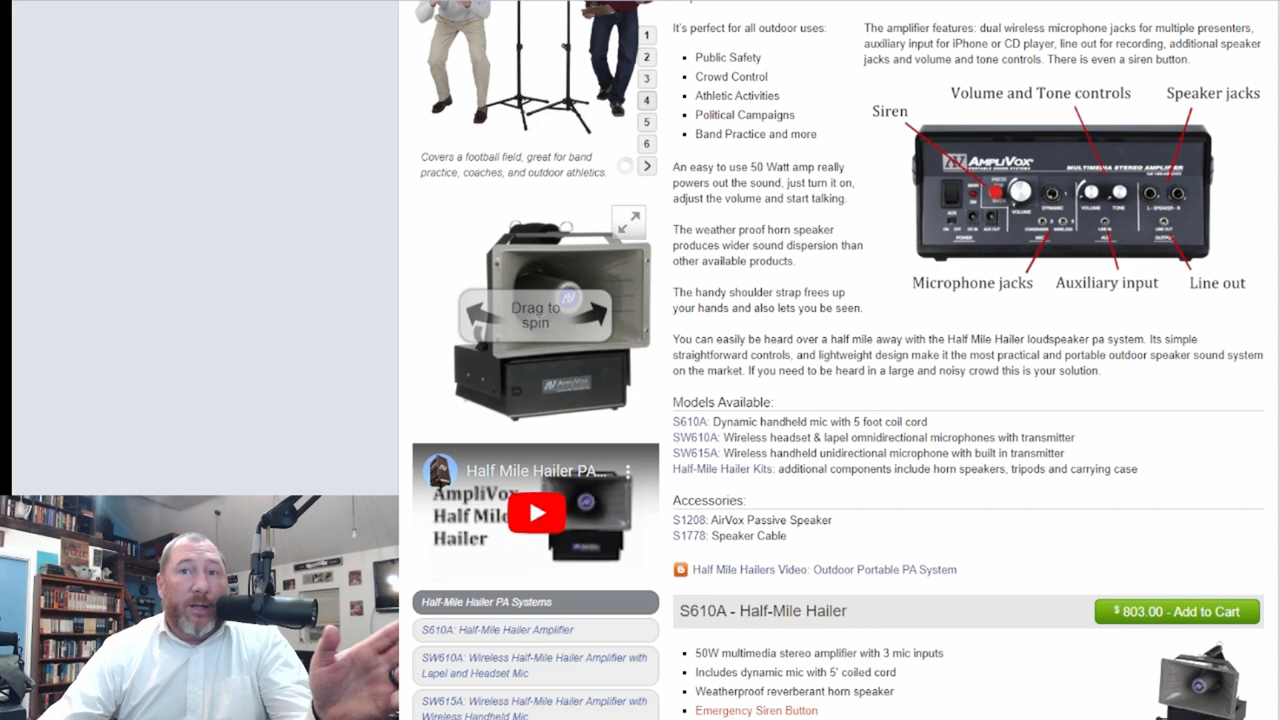 It's perfect for all outdoor uses:
Public Safety
Crowd Control
Athletic Activities
Political Campaigns
Band Practice and more
An easy to use 50 Watt amp really
powers out the sound, just turn it on,
adjust the volume and start talking.
The weather proof horn speaker
produces wider sound dispersion than
other available products.
The handy shoulder strap frees up
your hands and also lets you be seen.
The amplifier features: dual wireless microphone jacks for multiple presenters,
auxiliary input for iPhone or CD player, line out for recording, additional speaker
jacks and volume and tone controls. There is even a siren button.
Volume and Tone controls
Speaker jacks
Siren
AMPLIVOX
PORTABLE SOUND SYSTEMS
MULTIMEDIA STEREO AMPLIFIER
VOLUME
DYNAMIC
VOLUME
TONE
L - SPEAKER - R
POWER
Microphone jacks
Auxiliary input
Line out
1
2
3
4
5
6
Covers a football field, great for band
practice, coaches, and outdoor athletics.
Drag to
spin
AMPLIVOX
You can easily be heard over a half mile away with the Half Mile Hailer loudspeaker pa system. Its simple
straightforward controls, and lightweight design make it the most practical and portable outdoor speaker sound system
on the market. If you need to be heard in a large and noisy crowd this is your solution.
Models Available:
S610A: Dynamic handheld mic with 5 foot coil cord
SW610A: Wireless headset & lapel omnidirectional microphones with transmitter
SW615A: Wireless handheld unidirectional microphone with built in transmitter
Half-Mile Hailer Kits: additional components include horn speakers, tripods and carrying case
Accessories:
S1208: AirVox Passive Speaker
S1778: Speaker Cable
Half Mile Hailers Video: Outdoor Portable PA System
Half Mile Hailer PA...
AmpliVox
Half Mile
Hailer
Half-Mile Hailer PA Systems
S610A: Half-Mile Hailer Amplifier
SW610A: Wireless Half-Mile Hailer Amplifier with
Lapel and Headset Mic
SW615A: Wireless Half-Mile Hailer Amplifier with
Wireless Handheld Mic
S610A - Half-Mile Hailer
$ 803.00 - Add to Cart
50W multimedia stereo amplifier with 3 mic inputs
Includes dynamic mic with 5' coiled cord
Weatherproof reverberant horn speaker
Emergency Siren Button